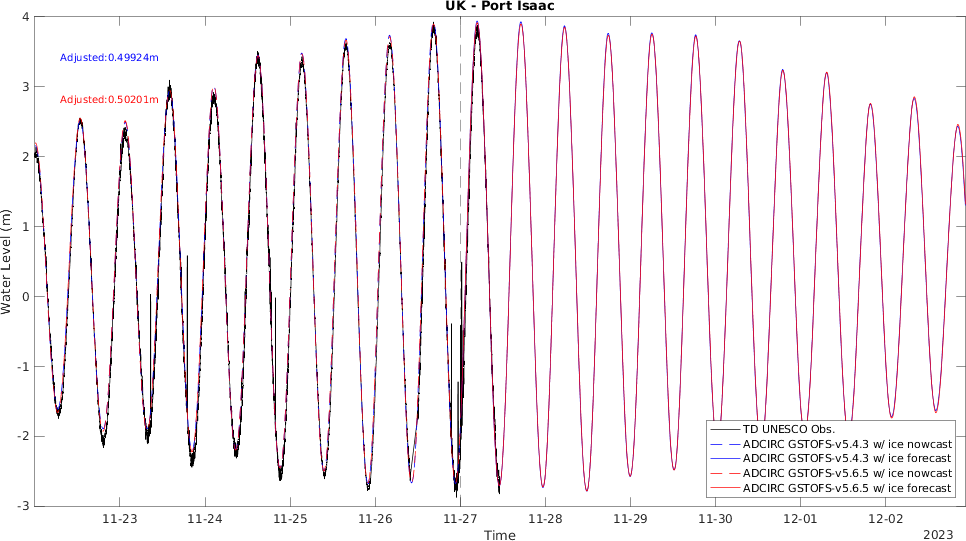 UK - Port Isaac
4
3
2
1
0
-1
-2
-3
Water Level (m)
Adjusted:0.49924m
Adjusted:0.50201m
TD UNESCO Obs.
ADCIRC GSTOFS-v5.4.3 w/ ice nowcast
ADCIRC GSTOFS-v5.4.3 w/ ice forecast
ADCIRC GSTOFS-v5.6.5 w/ ice nowcast
ADCIRC GSTOFS-v5.6.5 w/ ice forecast
11-23 11-24 11-25 11-26 11-27 11-28 11-29 11-30 12-01 12-02
Time
2023